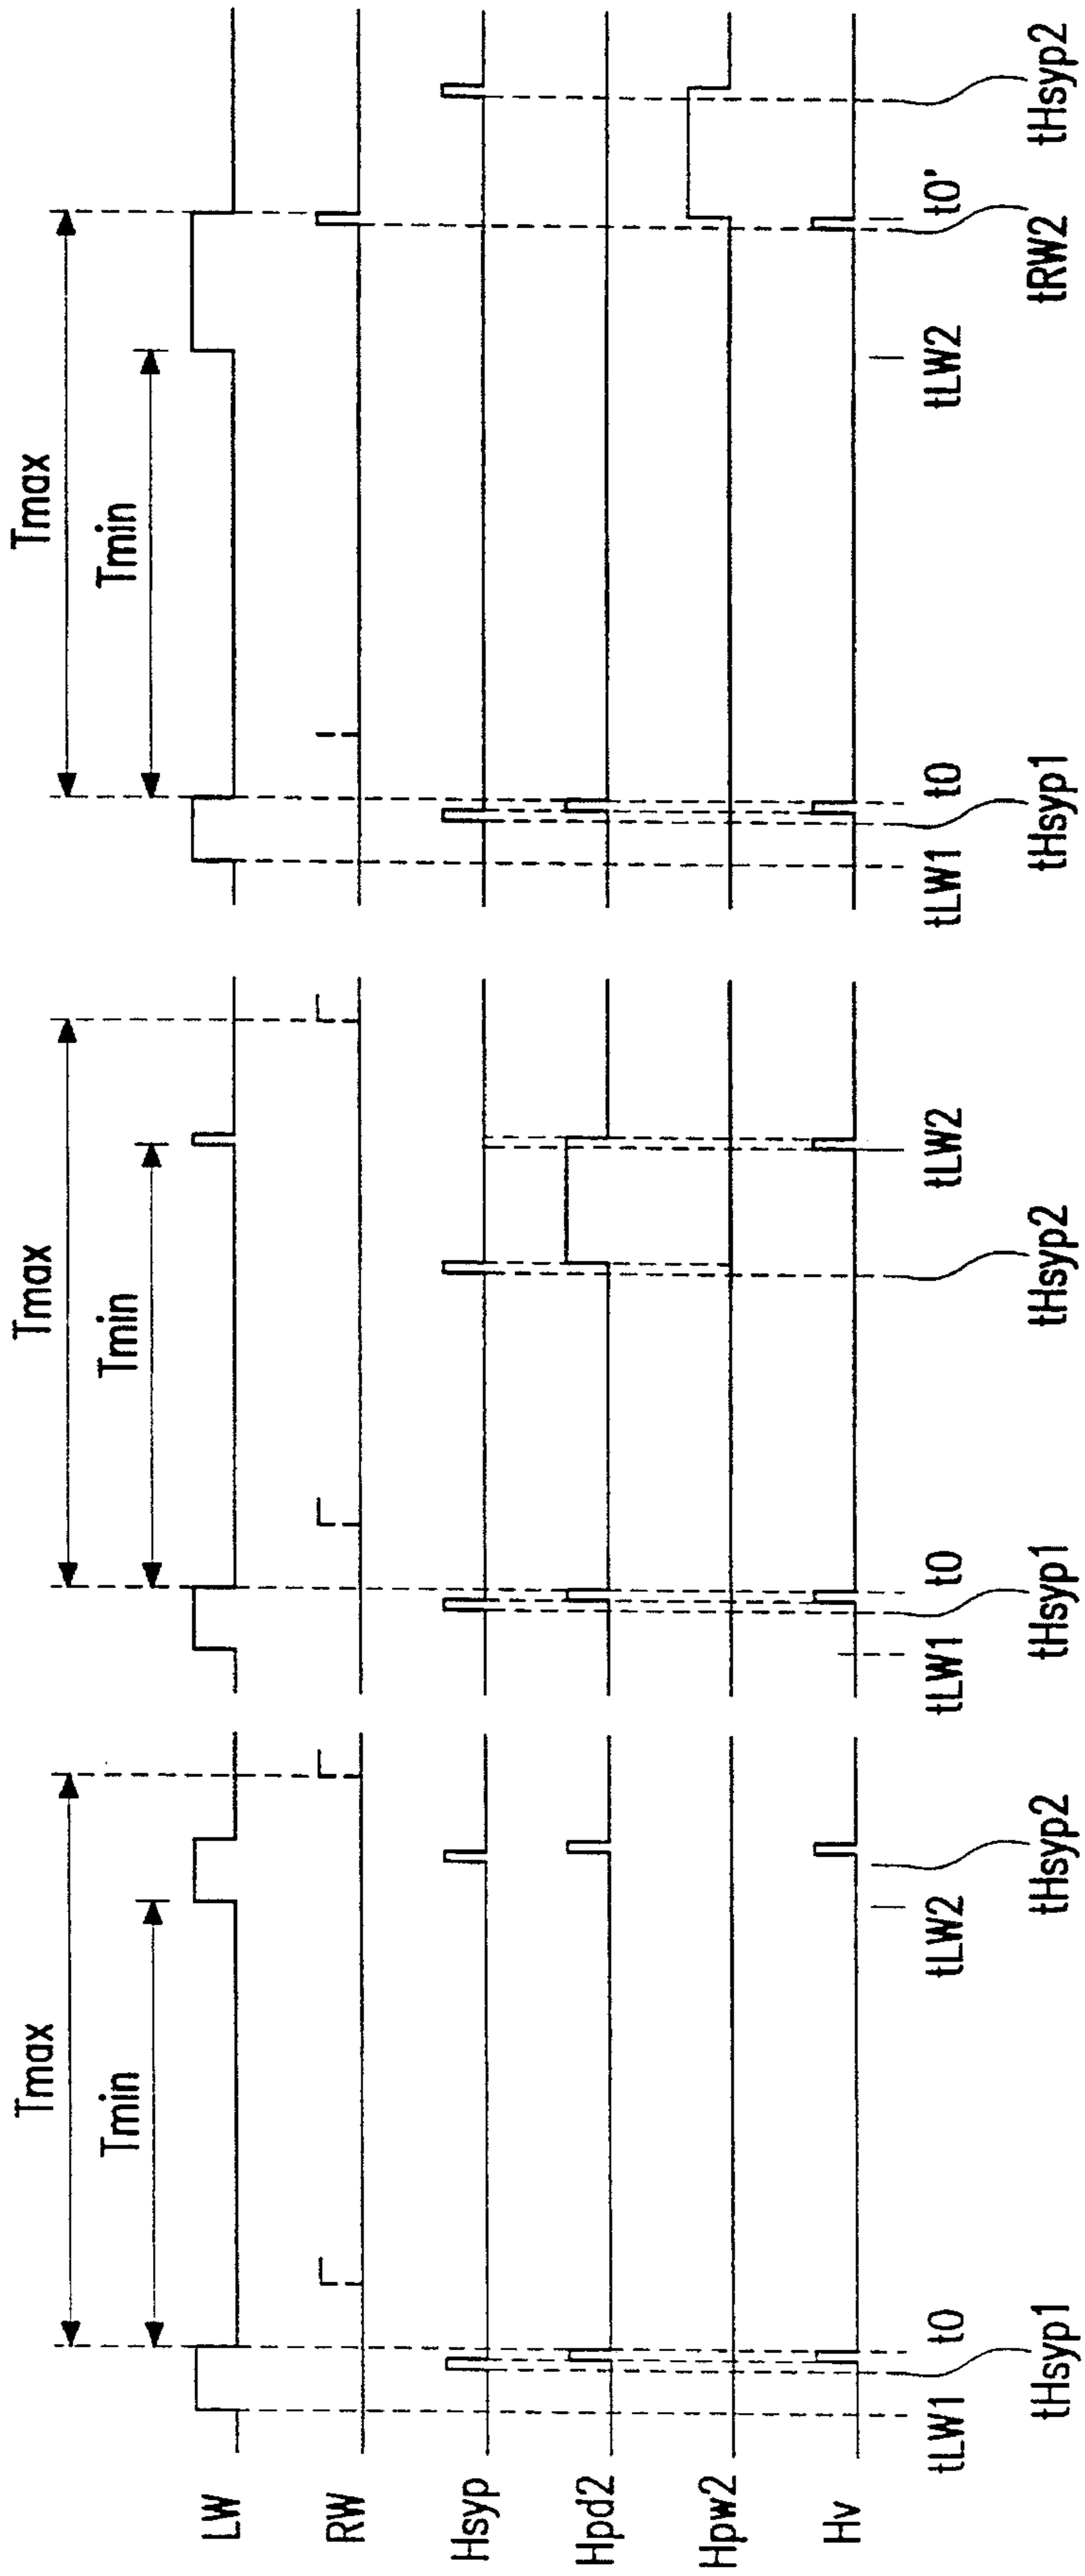 Tmax
Tmin
Tmax
Tmin
Tmax
Tmin
LW
RW
Hsyp
Hpd2
Hpw2
Hv
tLW1
t0
tLW2
tLW1
t0
tLW2
tLW1
t0
tLW2
t0'
tHsyp1
tHsyp2
tHsyp1
tHsyp2
tHsyp1
tRW2
tHsyp2